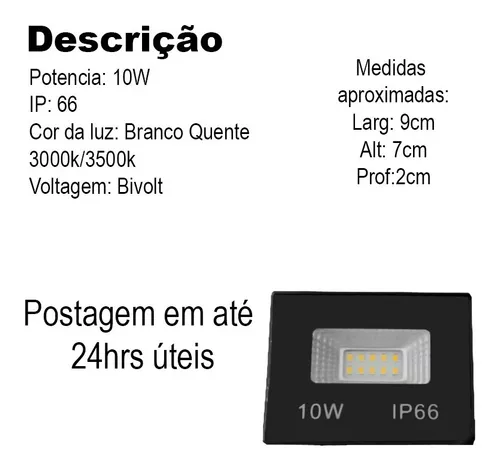 Descrição
Potencia: 10W
IP: 66
Cor da luz: Branco Quente
3000k/3500k
Voltagem: Bivolt
Medidas
aproximadas:
Larg: 9cm
Alt: 7cm
Prof:2cm
Postagem em até
24hrs úteis
10W IP66